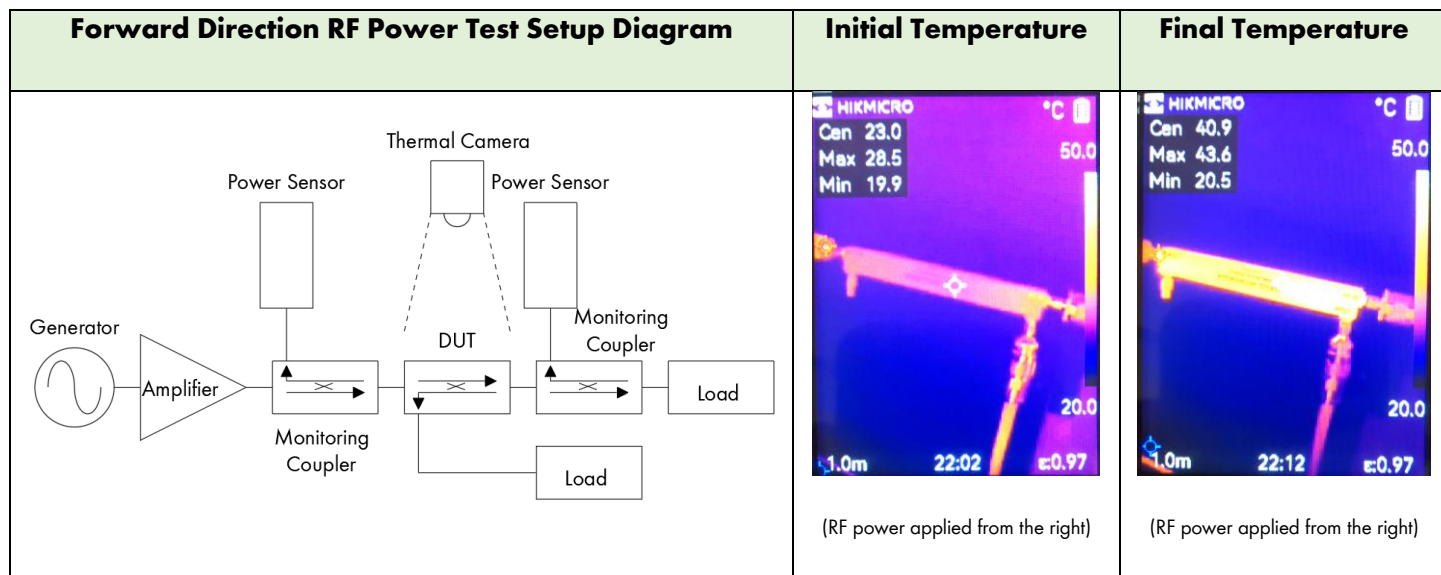 Forward Direction RF Power Test Setup Diagram
Initial Temperature
Final Temperature
Thermal Camera
Power Sensor
Power Sensor
Generator
Amplifier
Monitoring
Coupler
DUT
Monitoring
Coupler
Load
Load
HIKMICRO
°C
Cen 23.0
Max 28.5
Min 19.9
50.0
20.0
1.0m
22:02
ε:0.97
(RF power applied from the right)
HIKMICRO
°C
Cen 40.9
Max 43.6
Min 20.5
50.0
20.0
1.0m
22:12
ε:0.97
(RF power applied from the right)